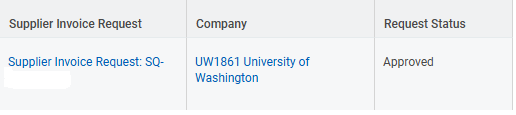 Supplier Invoice Request Company Request Status
Supplier Invoice Request: SQ- UW1861 University of Approved
Washington